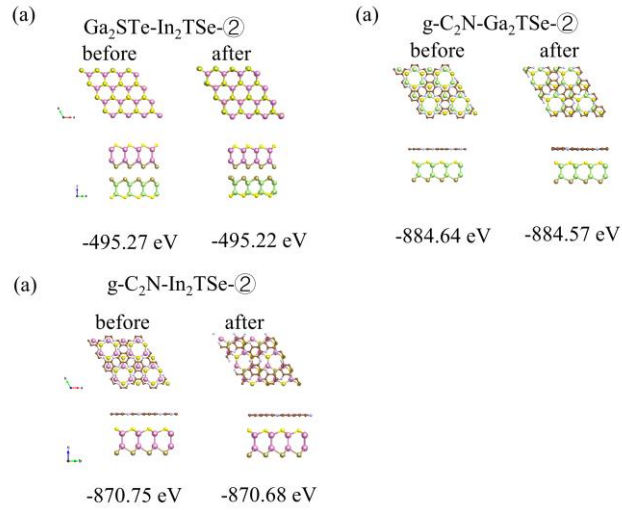 (a)
Ga₂STe-In₂TSe-②
before after
-495.27 eV -495.22 eV
(a)
g-C₂N-Ga₂TSe-②
before after
-884.64 eV -884.57 eV
(a)
g-C₂N-In₂TSe-②
before after
-870.75 eV -870.68 eV